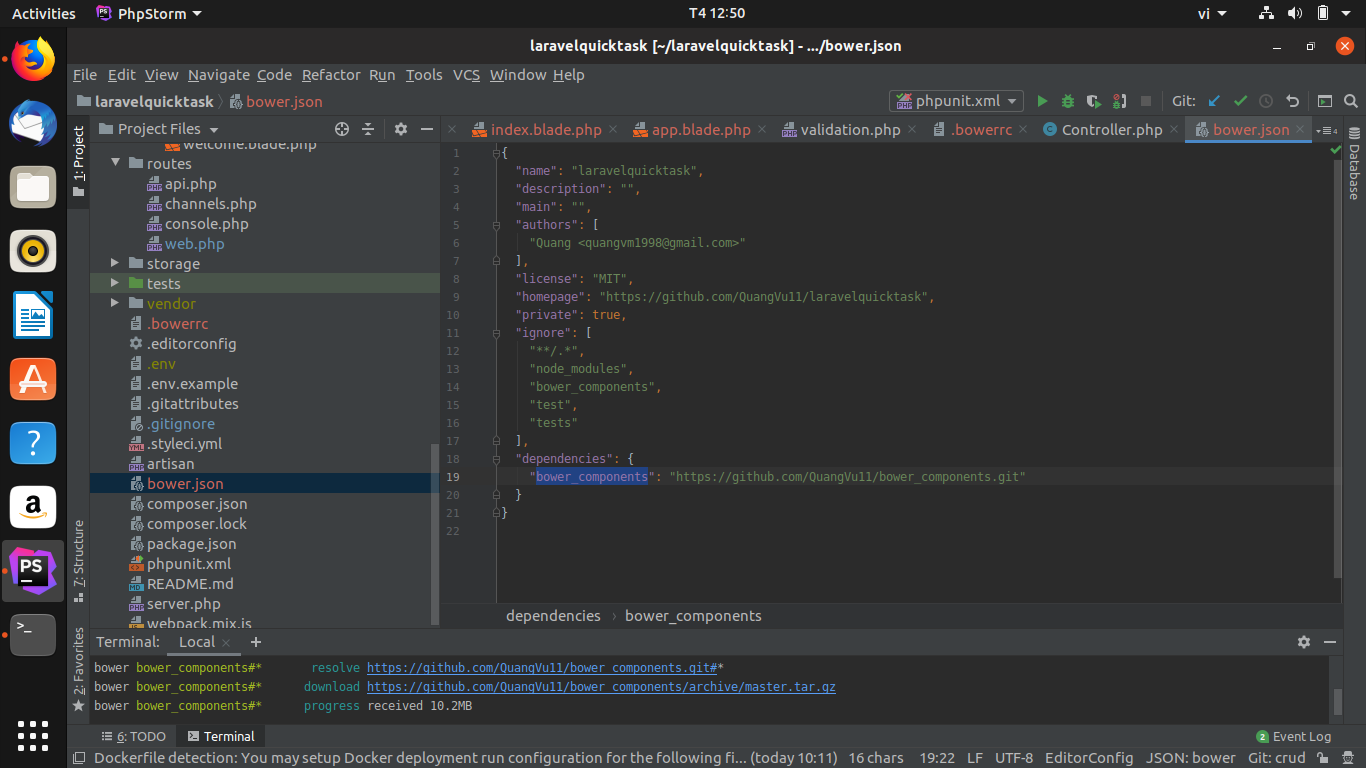 Activities PhpStorm T4 12:50 vi
laravelquicktask [~/laravelquicktask] - .../bower.json
File Edit View Navigate Code Refactor Run Tools VCS Window Help
laravelquicktask bower.json phpunit.xml Git:
1: Project
Project Files
index.blade.php app.blade.php validation.php .bowerrc Controller.php bower.json
Database
welcome.blade.php
routes
api.php
channels.php
console.php
web.php
storage
tests
vendor
.bowerrc
.editorconfig
.env
.env.example
.gitattributes
.gitignore
.styleci.yml
artisan
bower.json
composer.json
composer.lock
package.json
phpunit.xml
README.md
server.php
webpack.mix.js
1 {
2 "name": "laravelquicktask",
3 "description": "",
4 "main": "",
5 "authors": [
6 "Quang <quangvm1998@gmail.com>"
7 ],
8 "license": "MIT",
9 "homepage": "https://github.com/QuangVu11/laravelquicktask",
10 "private": true,
11 "ignore": [
12 "**/.*",
13 "node_modules",
14 "bower_components",
15 "test",
16 "tests"
17 ],
18 "dependencies": {
19 "bower_components": "https://github.com/QuangVu11/bower_components.git"
20 }
21 }
22
dependencies › bower_components
7: Structure
2: Favorites
Terminal: Local × +
bower bower_components#* resolve https://github.com/QuangVu11/bower_components.git#*
bower bower_components#* download https://github.com/QuangVu11/bower_components/archive/master.tar.gz
bower bower_components#* progress received 10.2MB
6: TODO Terminal 2 Event Log
Dockerfile detection: You may setup Docker deployment run configuration for the following fi... (today 10:11) 16 chars 19:22 LF UTF-8 EditorConfig JSON: bower Git: crud